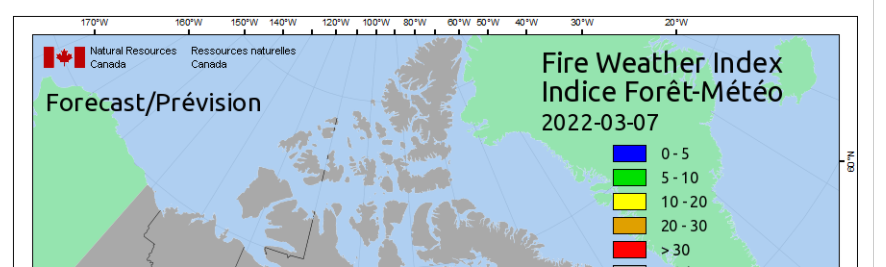 170°W 160°W 150°W 140°W 120°W 100°W 80°W 60°W 50°W 40°W 30°W 20°W
Natural Resources Ressources naturelles
Canada Canada
Fire Weather Index
Indice Forêt-Météo
Forecast/Prévision
2022-03-07
0 - 5
60°N
5 - 10
10 - 20
20 - 30
> 30